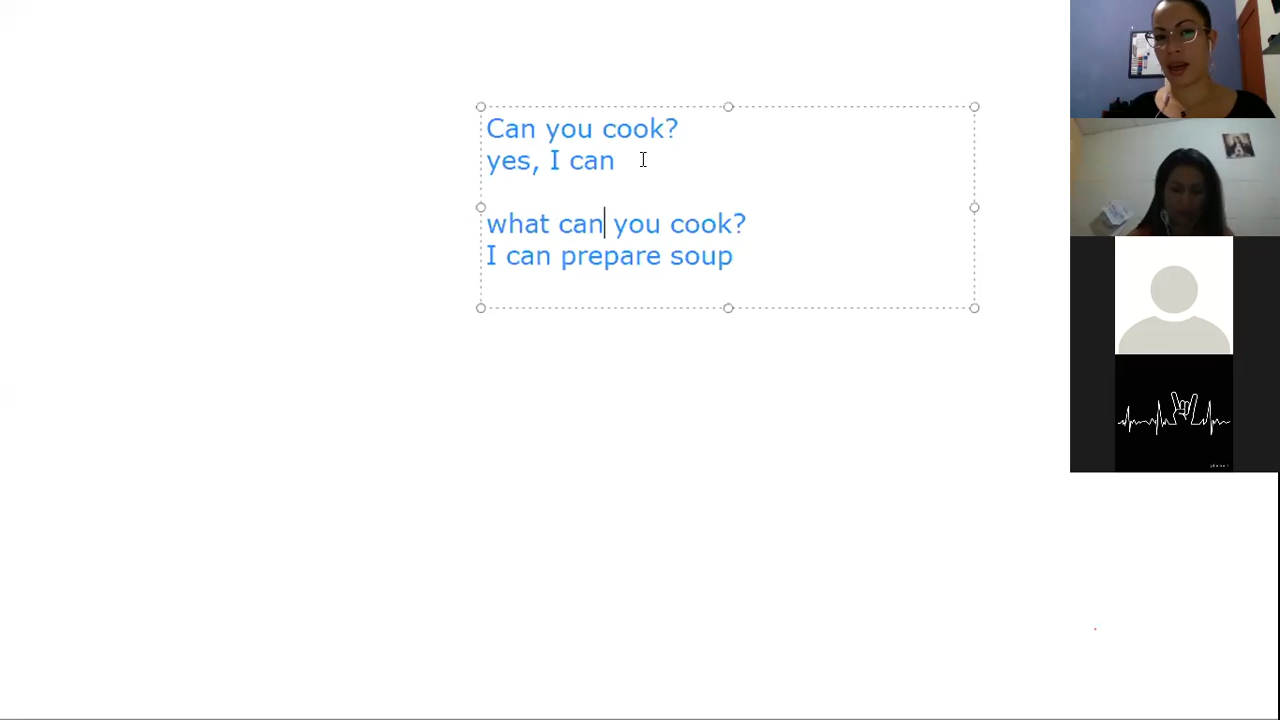 Can you cook?
yes, I can
what can you cook?
I can prepare soup